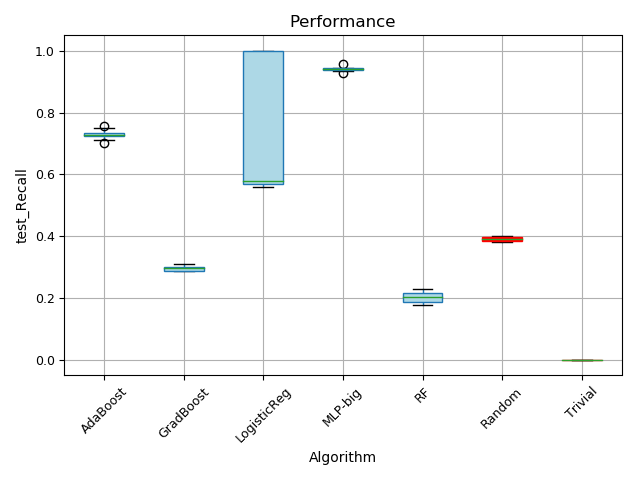 Performance
1.0
0.8
0.6
0.4
0.2
0.0
test_Recall
AdaBoost
GradBoost
LogisticReg
MLP-big
RF
Random
Trivial
Algorithm